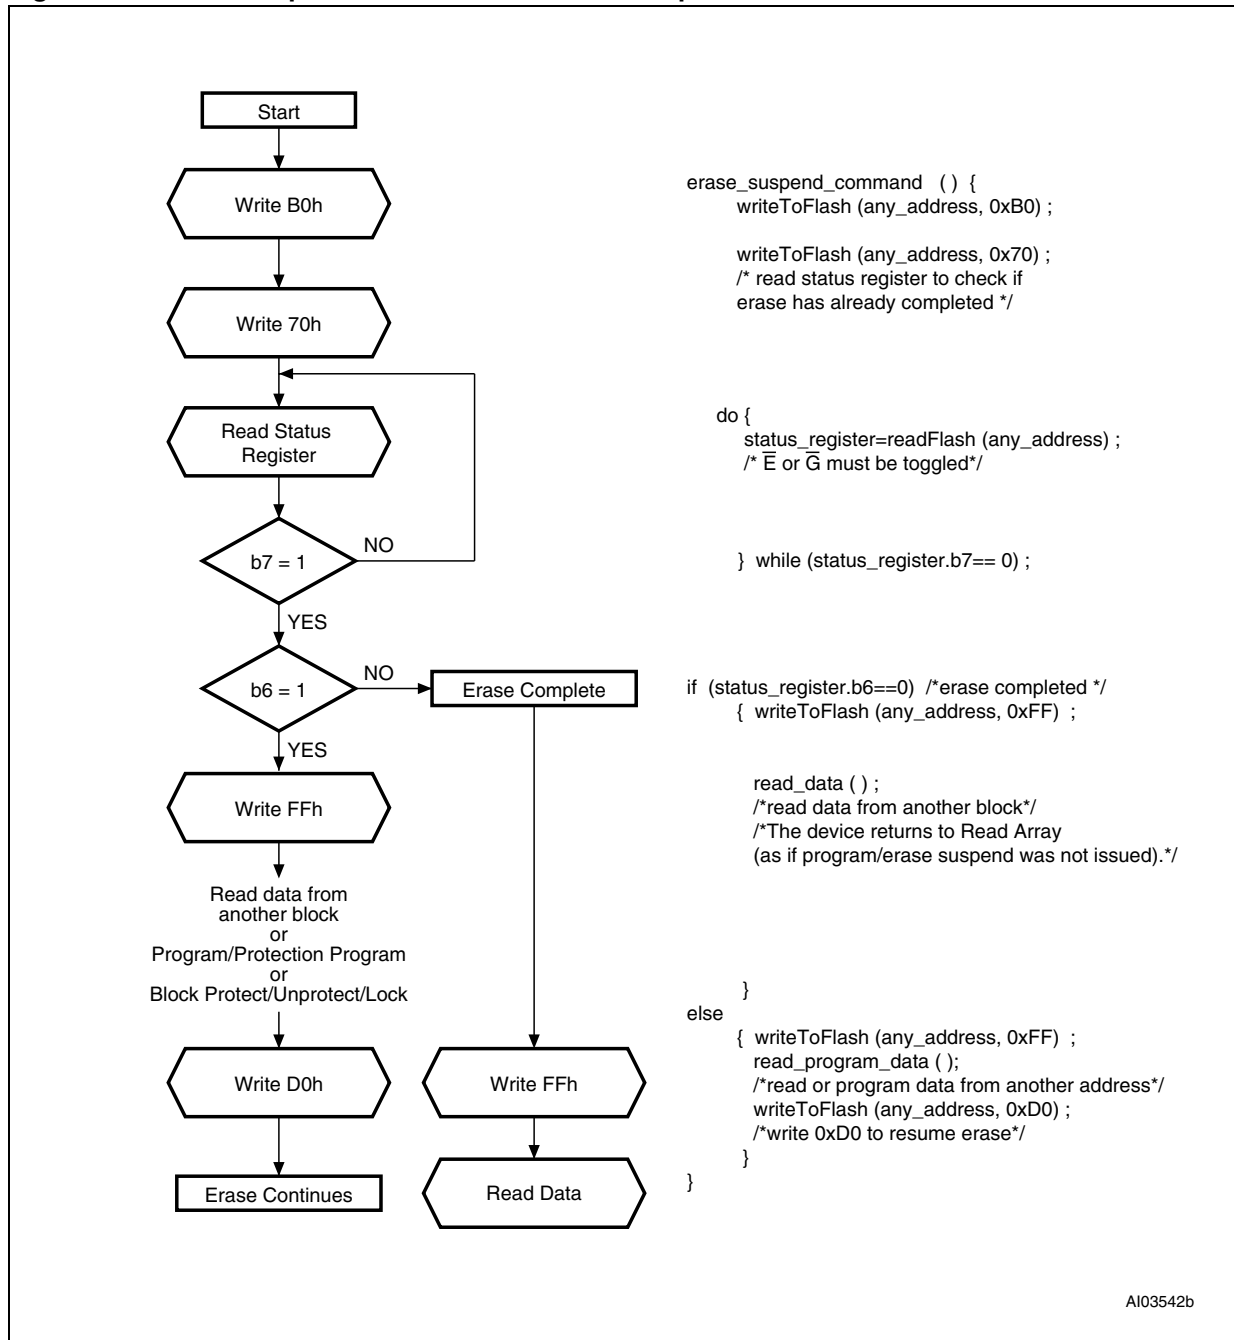 Start
Write B0h
Write 70h
Read Status
Register
b7 = 1
NO
YES
b6 = 1
NO
Erase Complete
YES
Write FFh
Read data from
another block
or
Program/Protection Program
or
Block Protect/Unprotect/Lock
Write D0h
Write FFh
Erase Continues
Read Data
erase_suspend_command ( ) {
writeToFlash (any_address, 0xB0) ;
writeToFlash (any_address, 0x70) ;
/* read status register to check if
erase has already completed */
do {
status_register=readFlash (any_address) ;
/* E̅ or G̅ must be toggled*/
} while (status_register.b7== 0) ;
if (status_register.b6==0) /*erase completed */
{ writeToFlash (any_address, 0xFF) ;
read_data ( ) ;
/*read data from another block*/
/*The device returns to Read Array
(as if program/erase suspend was not issued).*/
}
else
{ writeToFlash (any_address, 0xFF) ;
read_program_data ( );
/*read or program data from another address*/
writeToFlash (any_address, 0xD0) ;
/*write 0xD0 to resume erase*/
}
}
AI03542b